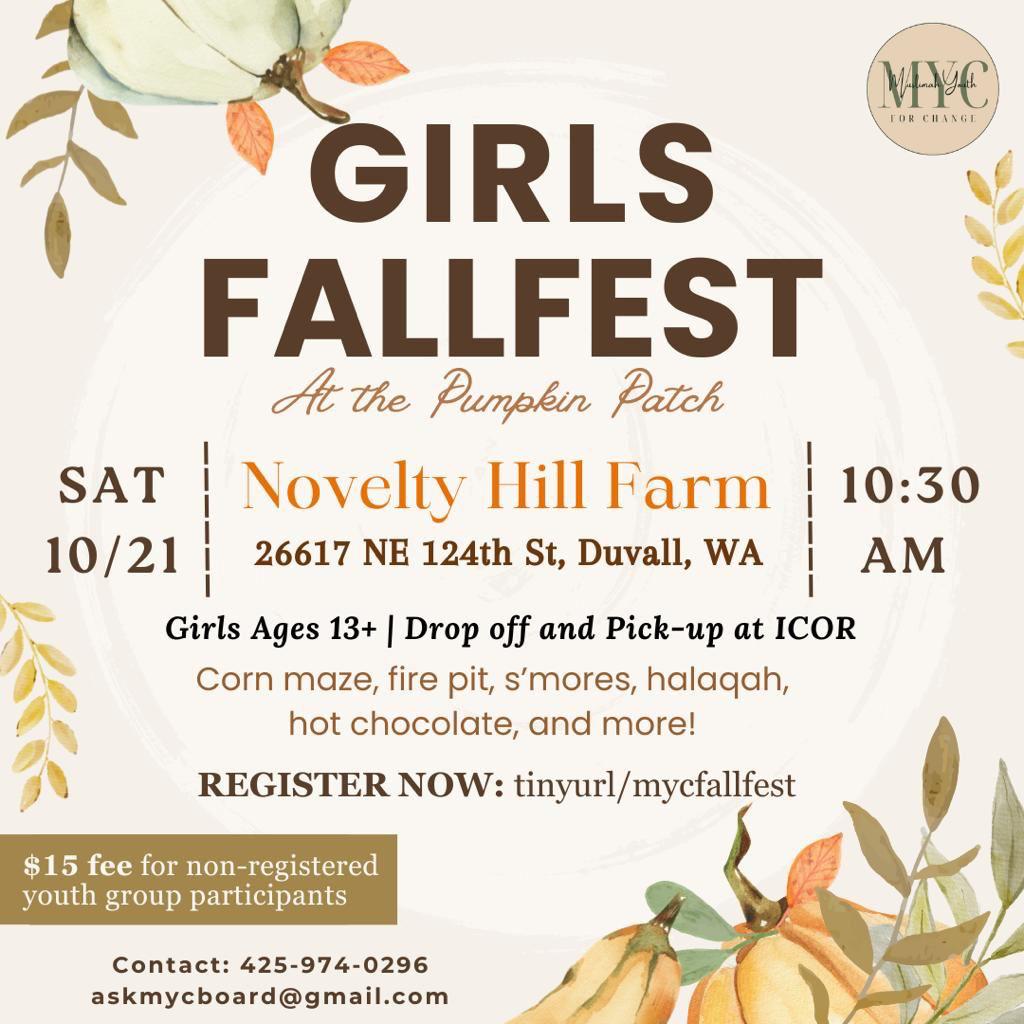 MYC
Muslimah Youth
FOR CHANGE
GIRLS
FALLFEST
At the Pumpkin Patch
SAT
10/21
Novelty Hill Farm
26617 NE 124th St, Duvall, WA
10:30
AM
Girls Ages 13+ | Drop off and Pick-up at ICOR
Corn maze, fire pit, s’mores, halaqah,
hot chocolate, and more!
REGISTER NOW: tinyurl/mycfallfest
$15 fee for non-registered
youth group participants
Contact: 425-974-0296
askmycboard@gmail.com